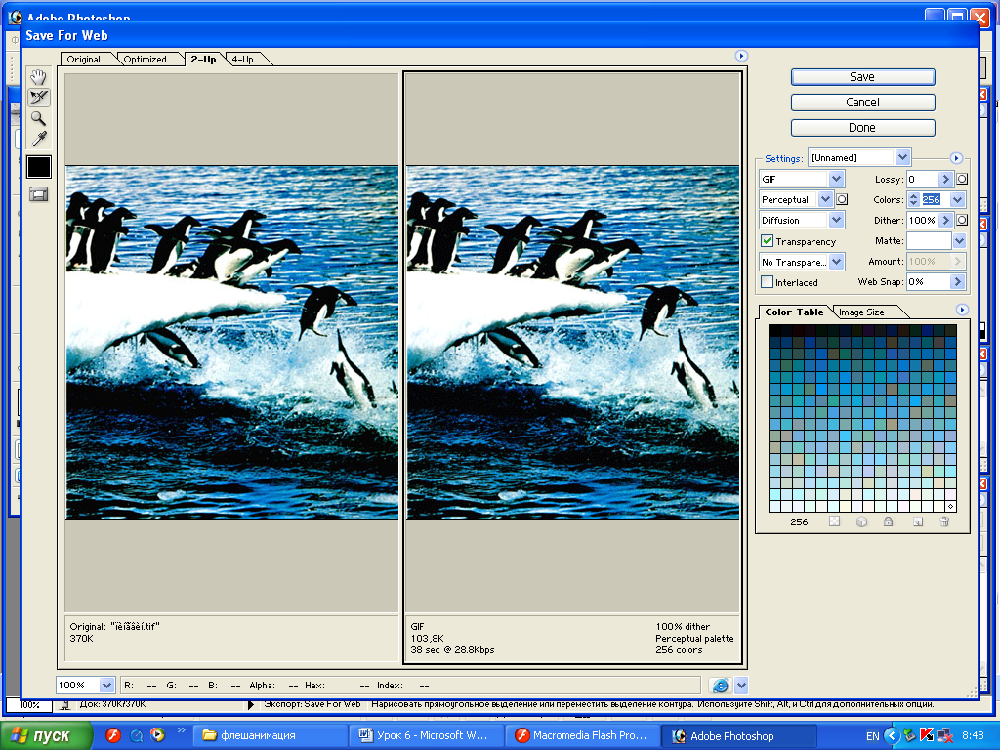 Adobe Photoshop
Save For Web
Original Optimized 2-Up 4-Up
Save
Cancel
Done
Settings: [Unnamed]
GIF Lossy: 0
Perceptual Colors: 256
Diffusion Dither: 100%
Transparency Matte:
No Transpare... Amount: 100%
Interlaced Web Snap: 0%
Color Table Image Size
256
Original: "ïèíãâèí.tif"
370K
GIF 100% dither
103,8K Perceptual palette
38 sec @ 28.8Kbps 256 colors
100% R: -- G: -- B: -- Alpha: -- Hex: -- Index: --
100% Док: 370K/370K Экспорт: Save For Web Нарисовать прямоугольное выделение или переместить выделение контура. Используйте Shift, Alt, и Ctrl для дополнительных опций.
пуск флешанимация Урок 6 - Microsoft W... Macromedia Flash Pro... Adobe Photoshop EN 8:48